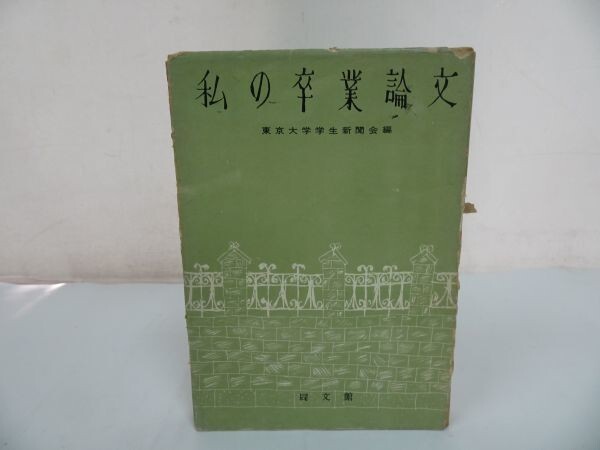 私の卒業論文
東京大学学生新聞会編
同文館